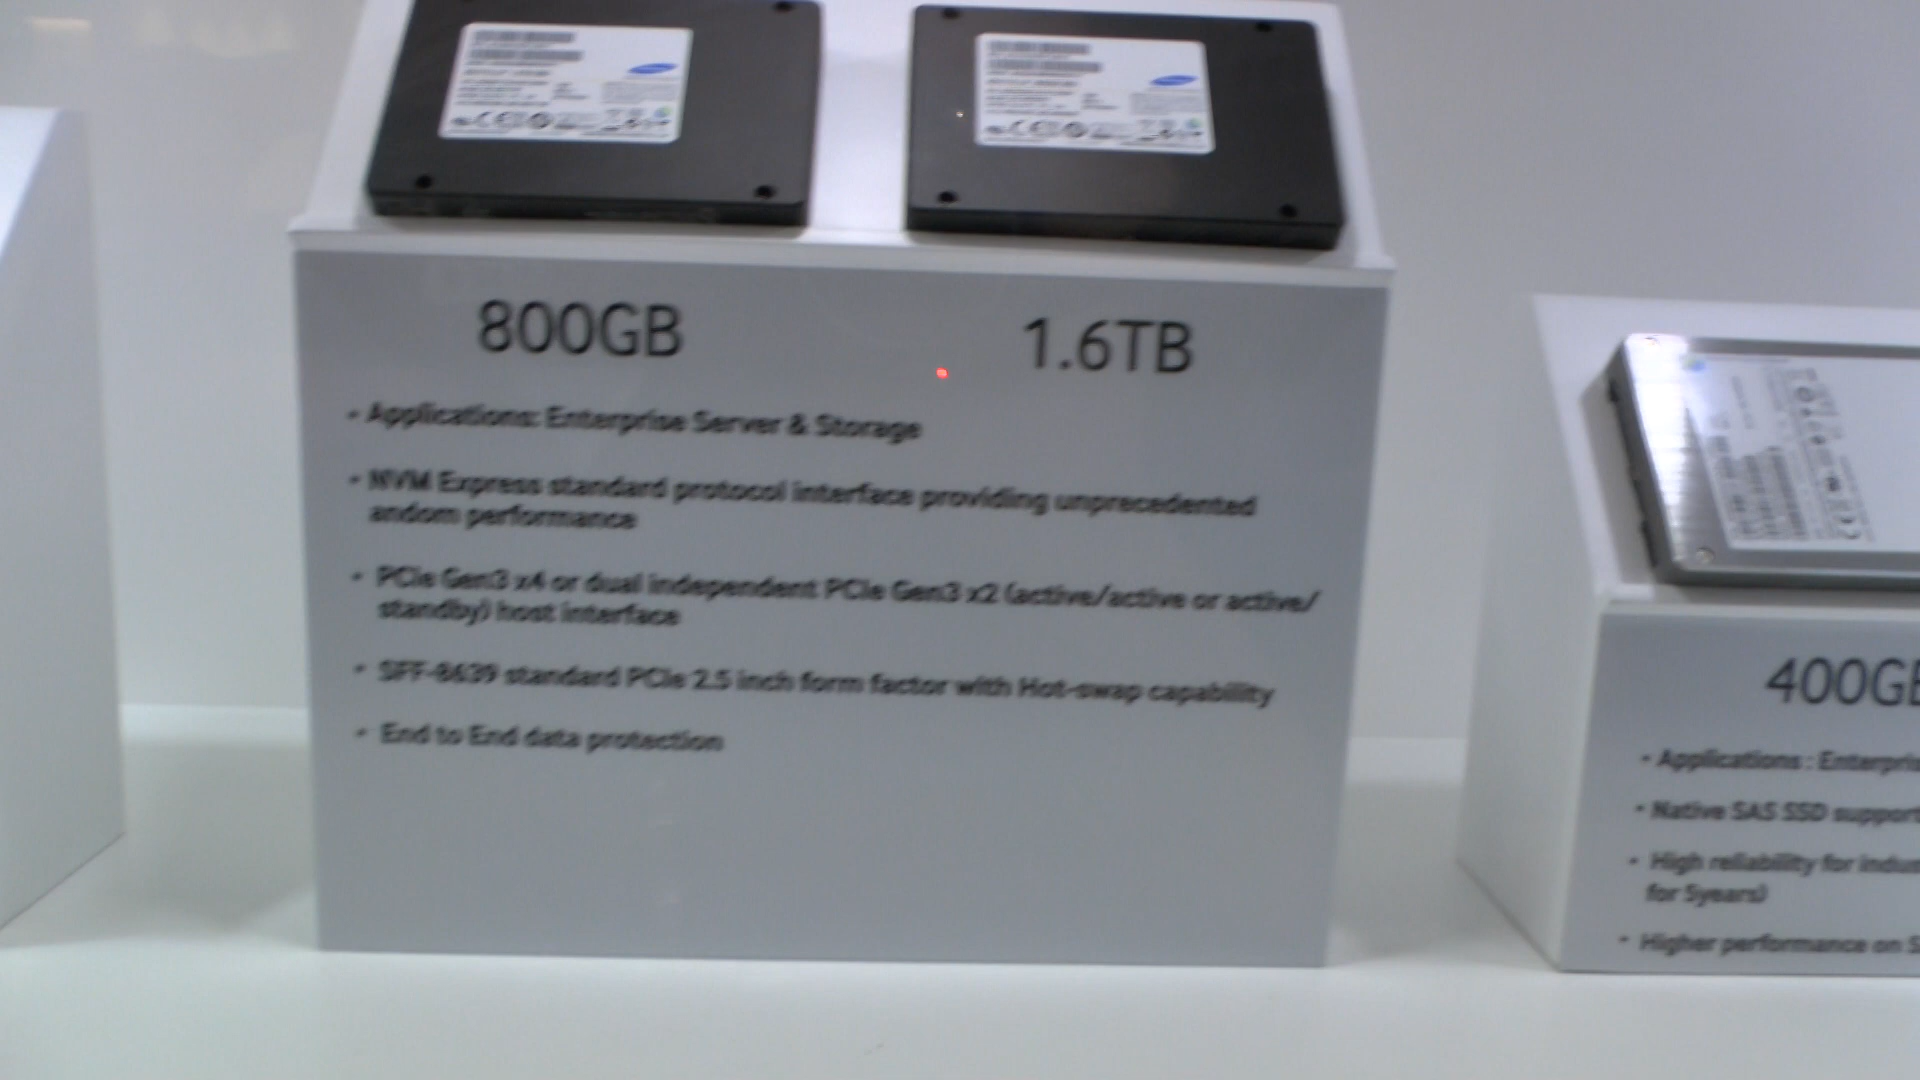 800GB 1.6TB
• Applications: Enterprise Server & Storage
• NVM Express standard protocol interface providing unprecedented
andom performance
• PCIe Gen3 x4 or dual independent PCIe Gen3 x2 (active/active or active/
standby) host interface
• SFF-8639 standard PCIe 2.5 inch form factor with Hot-swap capability
• End to End data protection
400GB
• Applications : Enterpris
• Native SAS SSD support
• High reliability for indus
for 5years)
• Higher performance on S